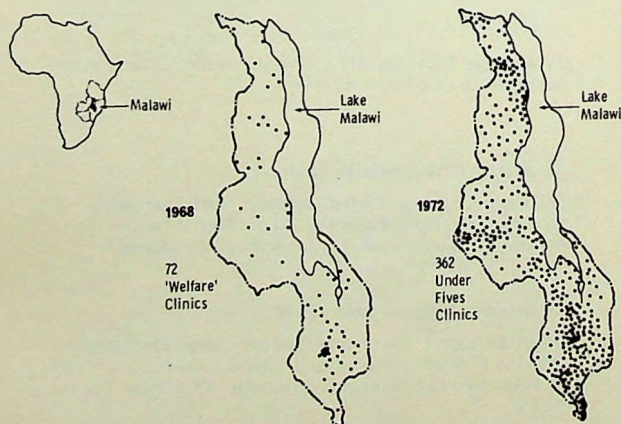 Malawi
Lake
Malawi
1968
72
'Welfare'
Clinics
Lake
Malawi
1972
362
Under
Fives
Clinics